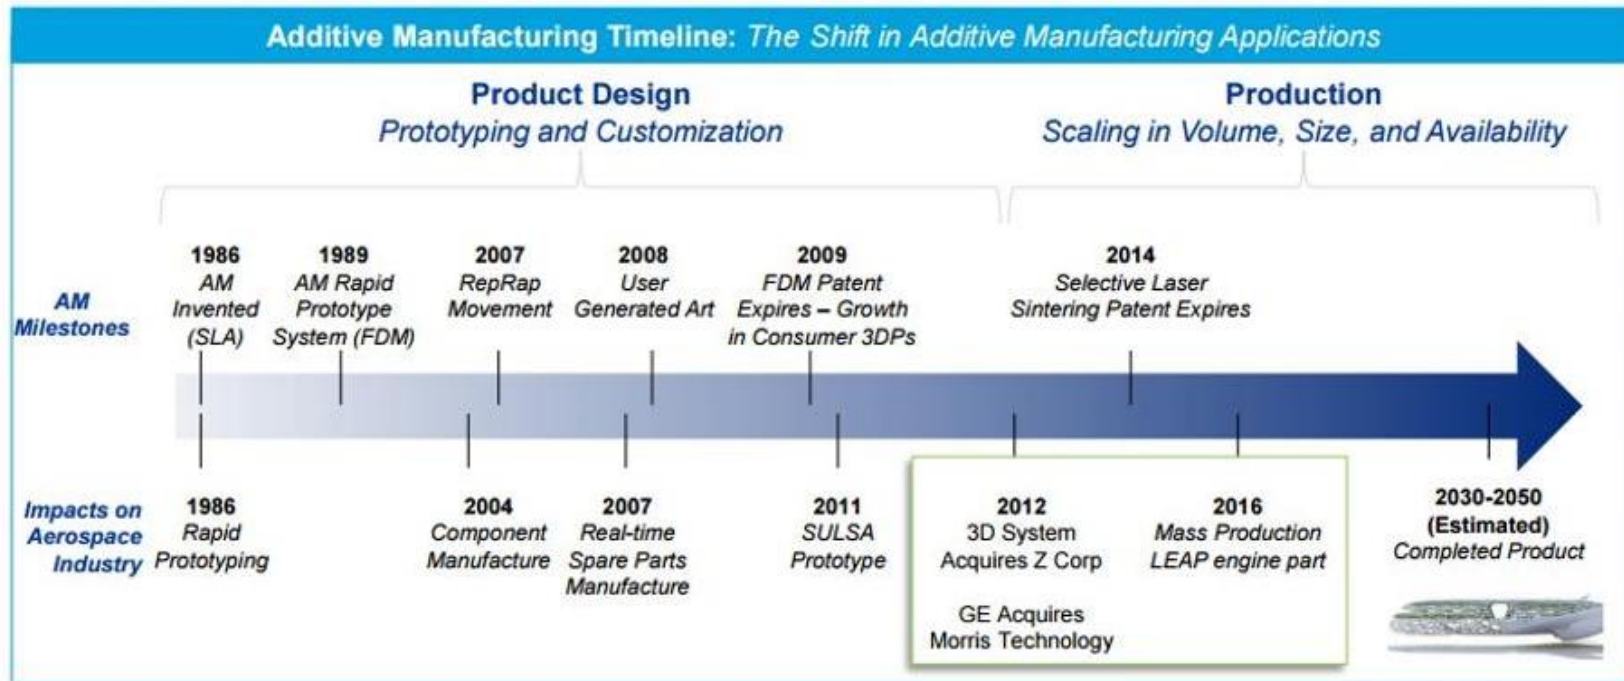 Additive Manufacturing Timeline: The Shift in Additive Manufacturing Applications
Product Design
Prototyping and Customization
Production
Scaling in Volume, Size, and Availability
AM
Milestones
1986
AM
Invented
(SLA)
1989
AM Rapid
Prototype
System (FDM)
2007
RepRap
Movement
2008
User
Generated Art
2009
FDM Patent
Expires – Growth
in Consumer 3DPs
2014
Selective Laser
Sintering Patent Expires
Impacts on
Aerospace
Industry
1986
Rapid
Prototyping
2004
Component
Manufacture
2007
Real-time
Spare Parts
Manufacture
2011
SULSA
Prototype
2012
3D System
Acquires Z Corp
GE Acquires
Morris Technology
2016
Mass Production
LEAP engine part
2030-2050
(Estimated)
Completed Product